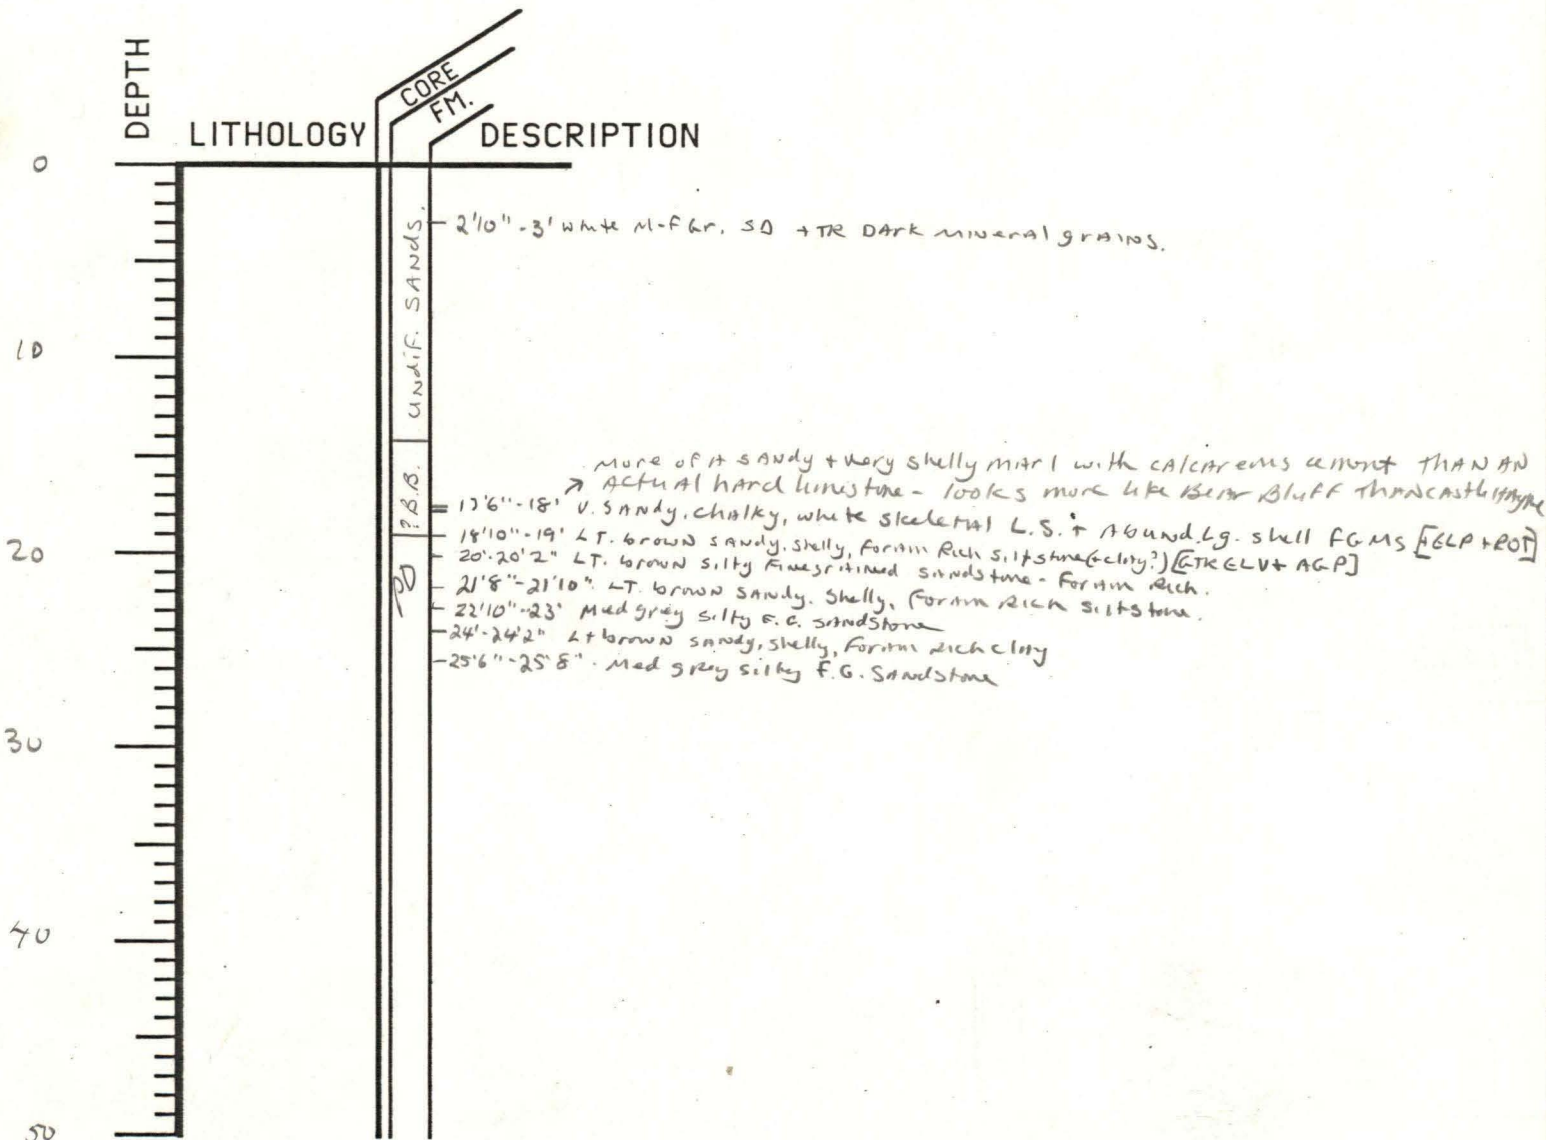 DEPTH
LITHOLOGY
CORE
FM.
DESCRIPTION
0
10
20
30
40
50
UNDIF. SANDS.
?B.B.
2'10"-3' white M-F Gr. SD + TR DARK MINERAL GRAINS.
More of A SANDY + very shelly marl with calcareous cement THAN AN
ACTUAL hard limestone - looks more like Bear Bluff THAN CASTLE HAYNE
17'6"-18' V. SANDY, chalky, white skeletal L.S. + Abund. Lg. shell FGMS
18'10"-19' LT. brown SANDY, shelly, foram Rich siltstone (+ clay?)
20'-20'2" LT. brown silty Fine grained sandstone - Foram Rich.
21'8"-21'10" LT. brown SANDY, Shelly, Foram Rich siltstone.
22'10"-23' Med grey silty F.G. SANDSTONE
24'-24'2" Lt brown SANDY, shelly, Foram Rich clay
25'6"-25'8" Med grey silty F.G. SANDSTONE